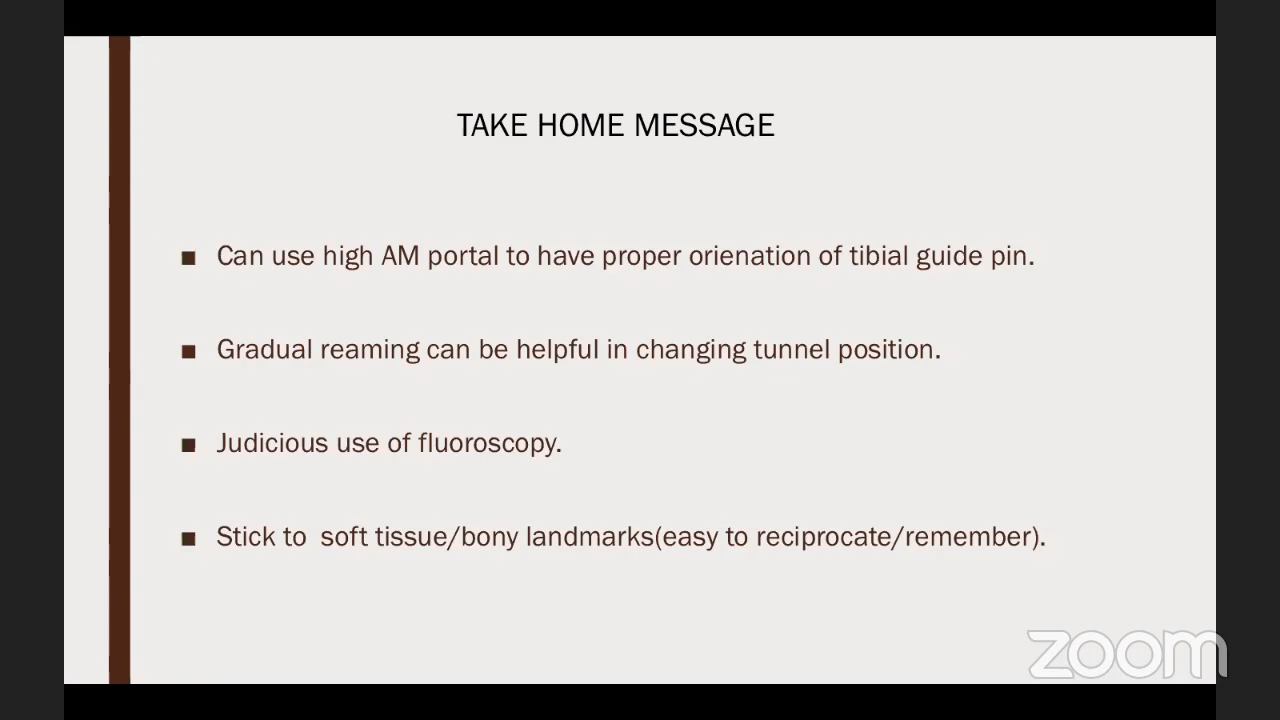 TAKE HOME MESSAGE
■ Can use high AM portal to have proper orienation of tibial guide pin.
■ Gradual reaming can be helpful in changing tunnel position.
■ Judicious use of fluoroscopy.
■ Stick to  soft tissue/bony landmarks(easy to reciprocate/remember).
zoom